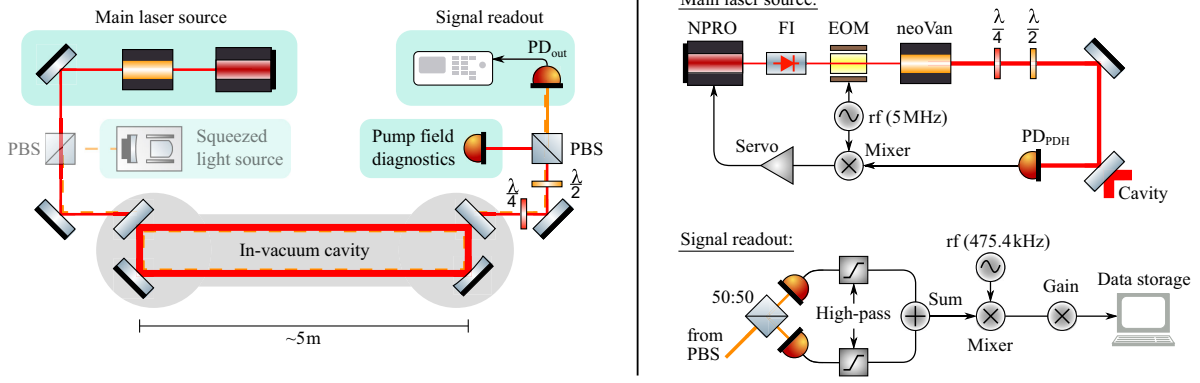 Main laser source
Signal readout
PD_out
PBS
Squeezed
light source
Pump field
diagnostics
PBS
λ/4
λ/2
In-vacuum cavity
~5m
Main laser source:
NPRO
FI
EOM
neoVan
λ/4
λ/2
rf (5MHz)
PD_PDH
Servo
Mixer
Cavity
Signal readout:
rf (475.4kHz)
50:50
High-pass
Sum
Gain
Data storage
from
PBS
Mixer